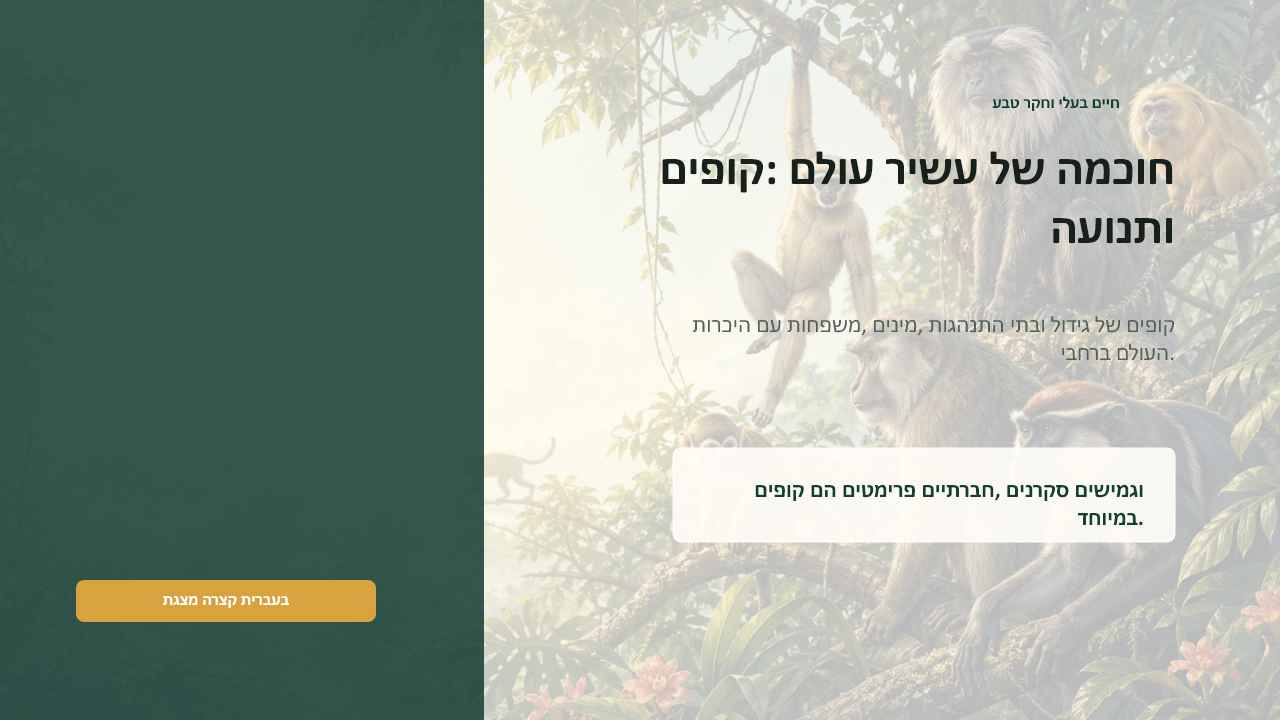 חיים בעלי וחקר טבע
חוכמה של עשיר עולם :קופים
ותנועה
קופים של גידול ובתי התנהגות ,מינים ,משפחות עם היכרות
.העולם ברחבי
וגמישים סקרנים ,חברתיים פרימטים הם קופים
.במיוחד
בעברית קצרה מצגת